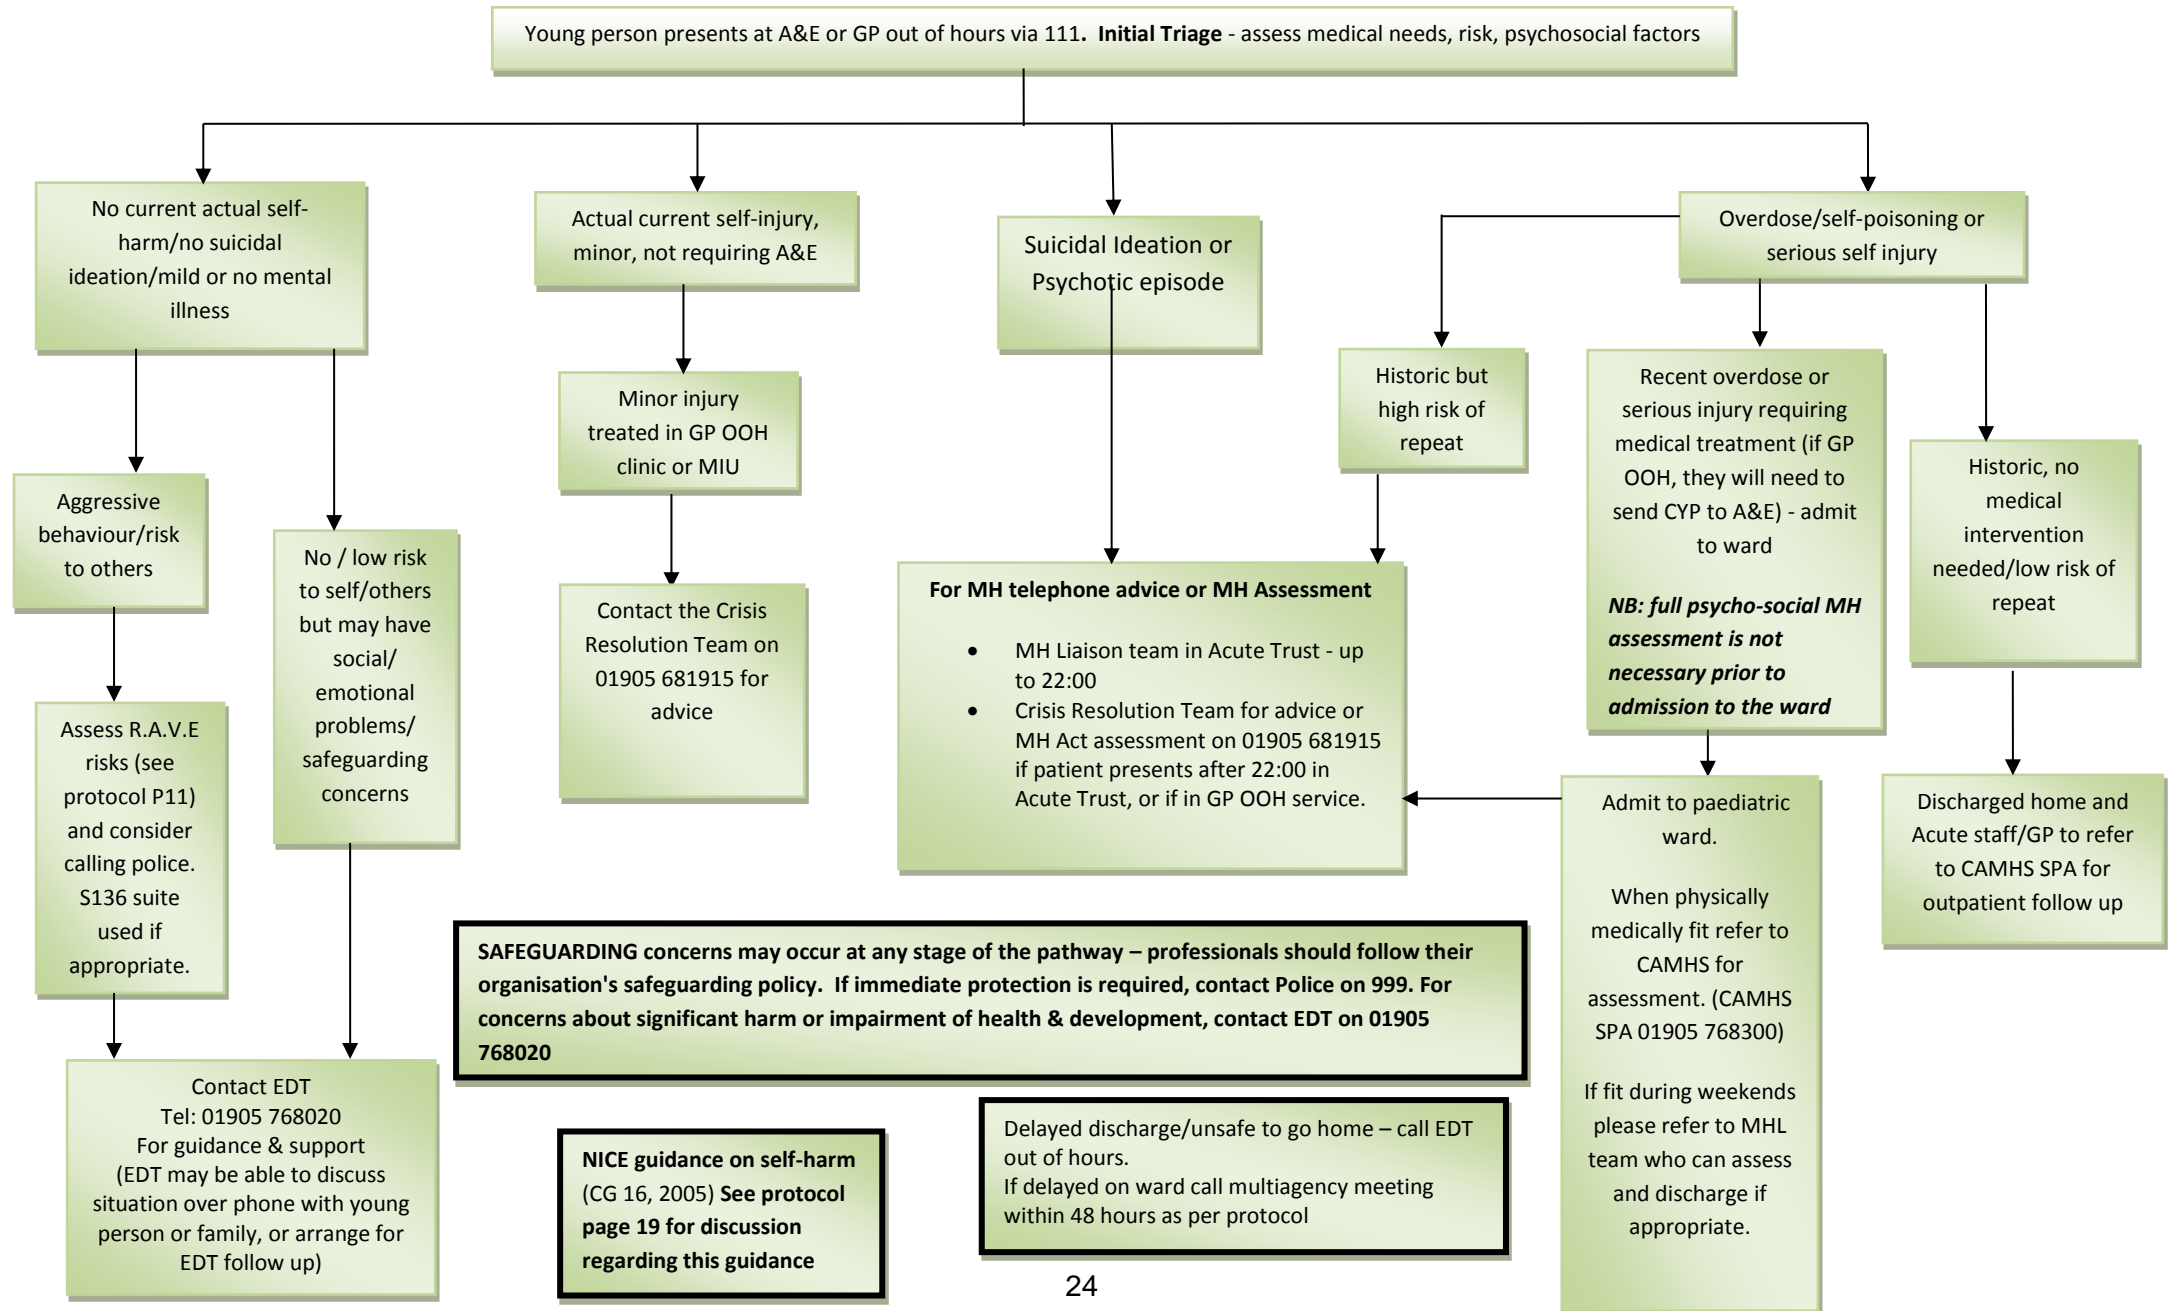 Young person presents at A&E or GP out of hours via 111. Initial Triage - assess medical needs, risk, psychosocial factors
No current actual self-
harm/no suicidal
ideation/mild or no mental
illness
Actual current self-injury,
minor, not requiring A&E
Suicidal Ideation or
Psychotic episode
Overdose/self-poisoning or
serious self injury
Aggressive
behaviour/risk
to others
No / low risk
to self/others
but may have
social/
emotional
problems/
safeguarding
concerns
Minor injury
treated in GP OOH
clinic or MIU
Historic but
high risk of
repeat
Recent overdose or
serious injury requiring
medical treatment (if GP
OOH, they will need to
send CYP to A&E) - admit
to ward
NB: full psycho-social MH
assessment is not
necessary prior to
admission to the ward
Historic, no
medical
intervention
needed/low risk of
repeat
Assess R.A.V.E
risks (see
protocol P11)
and consider
calling police.
S136 suite
used if
appropriate.
Contact the Crisis
Resolution Team on
01905 681915 for
advice
For MH telephone advice or MH Assessment
• MH Liaison team in Acute Trust - up
to 22:00
• Crisis Resolution Team for advice or
MH Act assessment on 01905 681915
if patient presents after 22:00 in
Acute Trust, or if in GP OOH service.
Admit to paediatric
ward.
When physically
medically fit refer to
CAMHS for
assessment. (CAMHS
SPA 01905 768300)
If fit during weekends
please refer to MHL
team who can assess
and discharge if
appropriate.
Discharged home and
Acute staff/GP to refer
to CAMHS SPA for
outpatient follow up
SAFEGUARDING concerns may occur at any stage of the pathway – professionals should follow their
organisation's safeguarding policy. If immediate protection is required, contact Police on 999. For
concerns about significant harm or impairment of health & development, contact EDT on 01905
768020
Contact EDT
Tel: 01905 768020
For guidance & support
(EDT may be able to discuss
situation over phone with young
person or family, or arrange for
EDT follow up)
NICE guidance on self-harm
(CG 16, 2005) See protocol
page 19 for discussion
regarding this guidance
Delayed discharge/unsafe to go home – call EDT
out of hours.
If delayed on ward call multiagency meeting
within 48 hours as per protocol
24